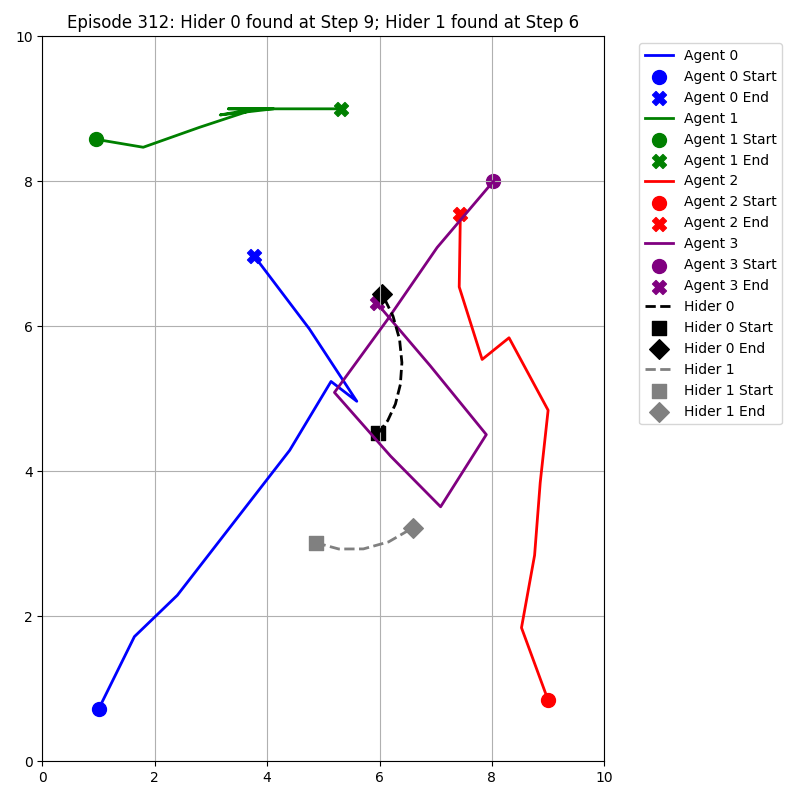 Episode 312: Hider 0 found at Step 9; Hider 1 found at Step 6
10
8
6
4
2
0
0 2 4 6 8 10
Agent 0
Agent 0 Start
Agent 0 End
Agent 1
Agent 1 Start
Agent 1 End
Agent 2
Agent 2 Start
Agent 2 End
Agent 3
Agent 3 Start
Agent 3 End
Hider 0
Hider 0 Start
Hider 0 End
Hider 1
Hider 1 Start
Hider 1 End